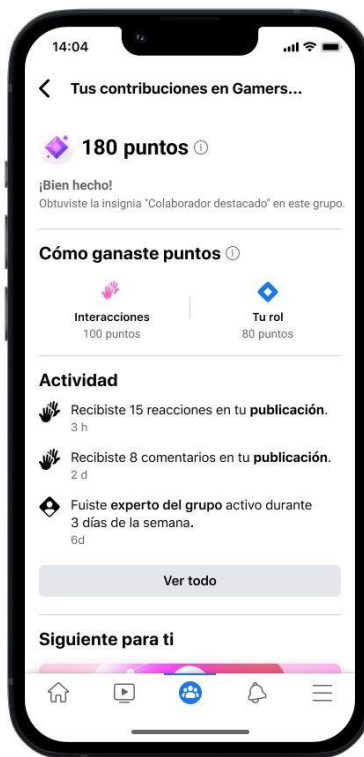 14:04
Tus contribuciones en Gamers...
180 puntos
¡Bien hecho!
Obtuviste la insignia "Colaborador destacado" en este grupo.
Cómo ganaste puntos
Interacciones
100 puntos
Tu rol
80 puntos
Actividad
Recibiste 15 reacciones en tu publicación.
3 h
Recibiste 8 comentarios en tu publicación.
2 d
Fuiste experto del grupo activo durante
3 días de la semana.
6d
Ver todo
Siguiente para ti